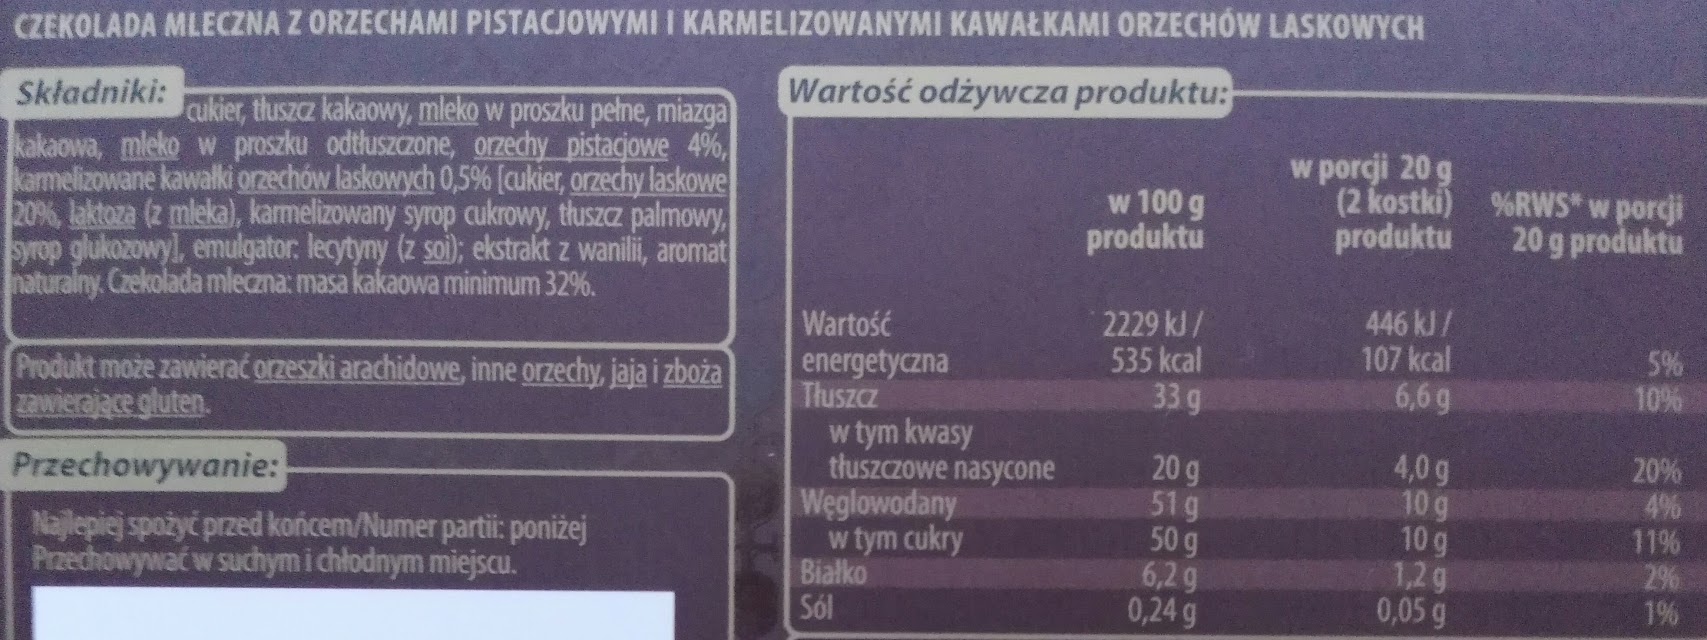 CZEKOLADA MLECZNA Z ORZECHAMI PISTACJOWYMI I KARMELIZOWANYMI KAWAŁKAMI ORZECHÓW LASKOWYCH
Składniki:
cukier, tłuszcz kakaowy, mleko w proszku pełne, miazga
kakaowa, mleko w proszku odtłuszczone, orzechy pistacjowe 4%,
karmelizowane kawałki orzechów laskowych 0,5% [cukier, orzechy laskowe
20%, laktoza (z mleka), karmelizowany syrop cukrowy, tłuszcz palmowy,
syrop glukozowy], emulgator: lecytyny (z soi); ekstrakt z wanilii, aromat
naturalny. Czekolada mleczna: masa kakaowa minimum 32%.
Produkt może zawierać orzeszki arachidowe, inne orzechy, jaja i zboża
zawierające gluten.
Przechowywanie:
Najlepiej spożyć przed końcem/Numer partii: poniżej
Przechowywać w suchym i chłodnym miejscu.
Wartość odżywcza produktu:
w 100 g
produktu
w porcji 20 g
(2 kostki)
produktu
%RWS* w porcji
20 g produktu
Wartość 2229 kJ / 446 kJ /
energetyczna 535 kcal 107 kcal 5%
Tłuszcz 33 g 6,6 g 10%
w tym kwasy
tłuszczowe nasycone 20 g 4,0 g 20%
Węglowodany 51 g 10 g 4%
w tym cukry 50 g 10 g 11%
Białko 6,2 g 1,2 g 2%
Sól 0,24 g 0,05 g 1%